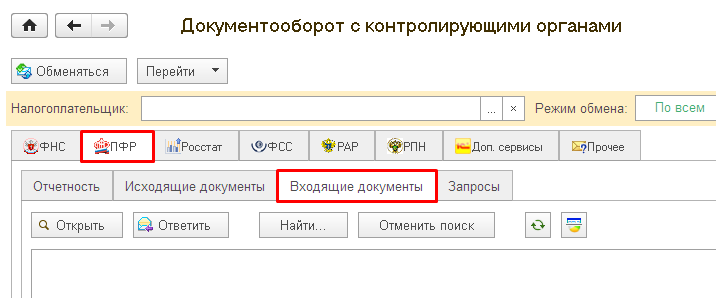 Документооборот с контролирующими органами
Обменяться Перейти
Налогоплательщик: ... × Режим обмена: По всем
ФНС ПФР Росстат ФСС РАР РПН Доп. сервисы Прочее
Отчетность Исходящие документы Входящие документы Запросы
Открыть Ответить Найти... Отменить поиск